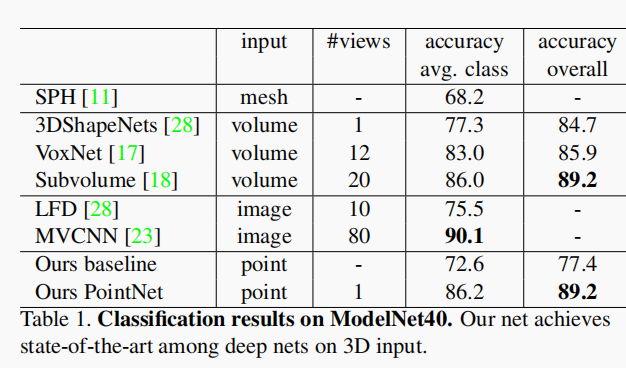 input #views accuracy accuracy
avg. class overall
SPH [11] mesh - 68.2 -
3DShapeNets [28] volume 1 77.3 84.7
VoxNet [17] volume 12 83.0 85.9
Subvolume [18] volume 20 86.0 89.2
LFD [28] image 10 75.5 -
MVCNN [23] image 80 90.1 -
Ours baseline point - 72.6 77.4
Ours PointNet point 1 86.2 89.2
Table 1. Classification results on ModelNet40. Our net achieves
state-of-the-art among deep nets on 3D input.